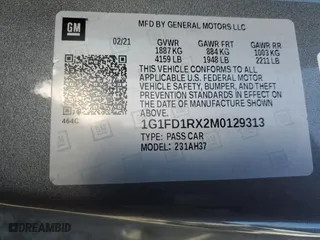 GM
MFD BY GENERAL MOTORS LLC
02/21 GVWR GAWR FRT GAWR RR
1887 KG 884 KG 1003 KG
4159 LB 1948 LB 2211 LB
THIS VEHICLE CONFORMS TO ALL
APPLICABLE U.S. FEDERAL MOTOR
VEHICLE SAFETY, BUMPER, AND THEFT
PREVENTION STANDARDS IN EFFECT ON
THE DATE OF MANUFACTURE SHOWN
ABOVE.
464C 1G1FD1RX2M0129313
TYPE: PASS CAR
MODEL: 231AH37
DREAMBID